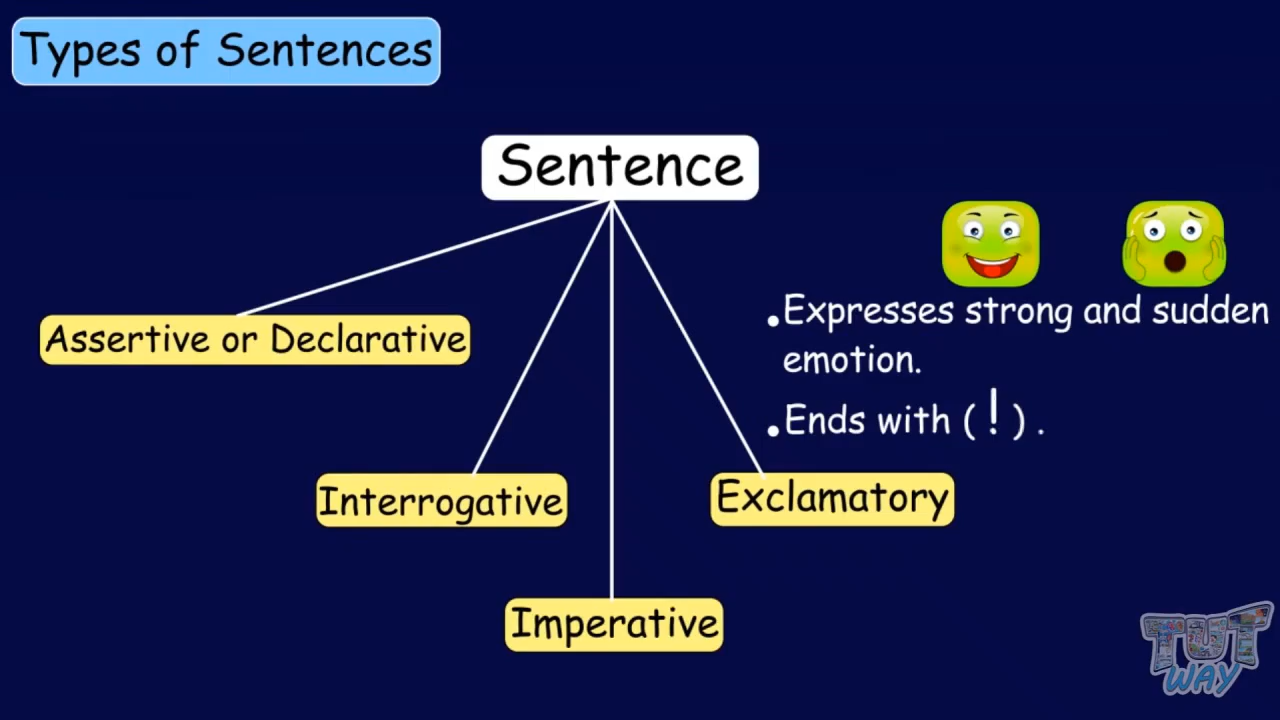 Types of Sentences
Sentence
Assertive or Declarative
•Expresses strong and sudden
emotion.
•Ends with ( ! ) .
Interrogative
Exclamatory
Imperative
TUT
WAY